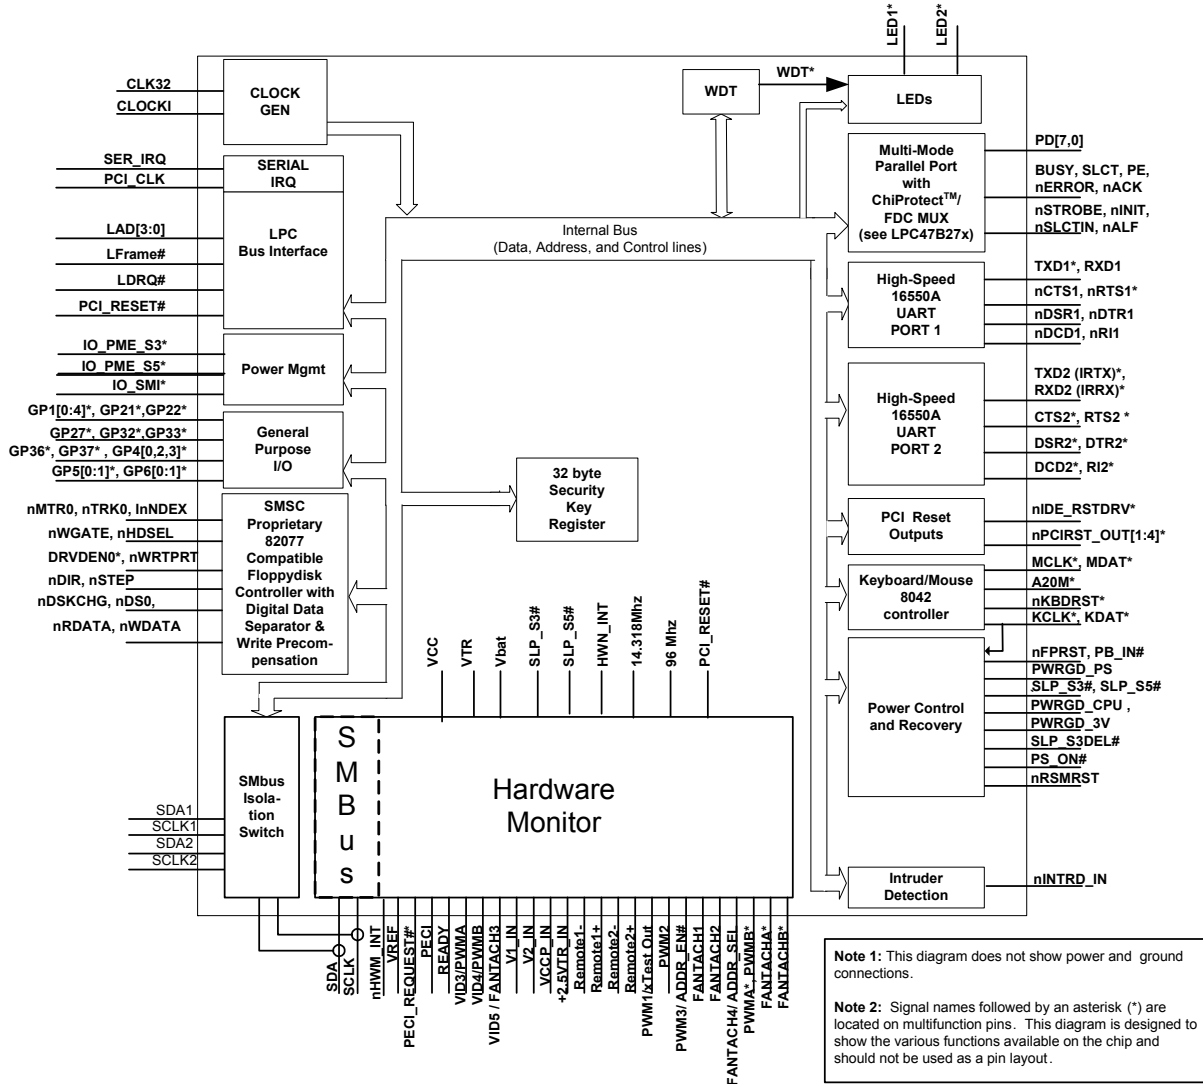 LED1*
LED2*
CLK32
CLOCKI
CLOCK
GEN
WDT
WDT*
LEDs
SER_IRQ
PCI_CLK
SERIAL
IRQ
LAD[3:0]
LFrame#
LDRQ#
PCI_RESET#
LPC
Bus Interface
Internal Bus
(Data, Address, and Control lines)
Multi-Mode
Parallel Port
with
ChiProtect™/
FDC MUX
(see LPC47B27x)
PD[7,0]
BUSY, SLCT, PE,
nERROR, nACK
nSTROBE, nINIT,
nSLCTIN, nALF
High-Speed
16550A
UART
PORT 1
TXD1*, RXD1
nCTS1, nRTS1*
nDSR1, nDTR1
nDCD1, nRI1
IO_PME_S3*
IO_PME_S5*
IO_SMI*
Power Mgmt
High-Speed
16550A
UART
PORT 2
TXD2 (IRTX)*,
RXD2 (IRRX)*
CTS2*, RTS2 *
DSR2*, DTR2*
DCD2*, RI2*
GP1[0:4]*, GP21*,GP22*
GP27*, GP32*,GP33*
GP36*, GP37* , GP4[0,2,3]*
GP5[0:1]*, GP6[0:1]*
General
Purpose
I/O
32 byte
Security
Key
Register
nMTR0, nTRK0, InNDEX
nWGATE, nHDSEL
DRVDEN0*, nWRTPRT
nDIR, nSTEP
nDSKCHG, nDS0,
nRDATA, nWDATA
SMSC
Proprietary
82077
Compatible
Floppydisk
Controller with
Digital Data
Separator &
Write Precom-
pensation
PCI Reset
Outputs
nIDE_RSTDRV*
nPCIRST_OUT[1:4]*
Keyboard/Mouse
8042
controller
MCLK*, MDAT*
A20M*
nKBDRST*
KCLK*, KDAT*
Power Control
and Recovery
nFPRST, PB_IN#
PWRGD_PS
SLP_S3#, SLP_S5#
PWRGD_CPU ,
PWRGD_3V
SLP_S3DEL#
PS_ON#
nRSMRST
VCC
VTR
Vbat
SLP_S3#
SLP_S5#
HWN_INT
14.318Mhz
96 Mhz
PCI_RESET#
SMbus
Isola-
tion
Switch
SDA1
SCLK1
SDA2
SCLK2
SMBus
Hardware
Monitor
Intruder
Detection
nINTRD_IN
SDA
SCLK
nHWM_INT
VREF
PECI_REQUEST#*
PECI
READY
VID3/PWMA
VID4/PWMB
VID5 / FANTACH3
V1_IN
V2_IN
VCCP_IN
+2.5VTR_IN
Remote1-
Remote1+
Remote2-
Remote2+
PWM1/xTest Out
PWM2
PWM3/ ADDR_EN#
FANTACH1
FANTACH2
FANTACH4/ ADDR_SEL
PWMA*, PWMB*
FANTACHA*
FANTACHB*
Note 1: This diagram does not show power and ground
connections.
Note 2: Signal names followed by an asterisk (*) are
located on multifunction pins. This diagram is designed to
show the various functions available on the chip and
should not be used as a pin layout.